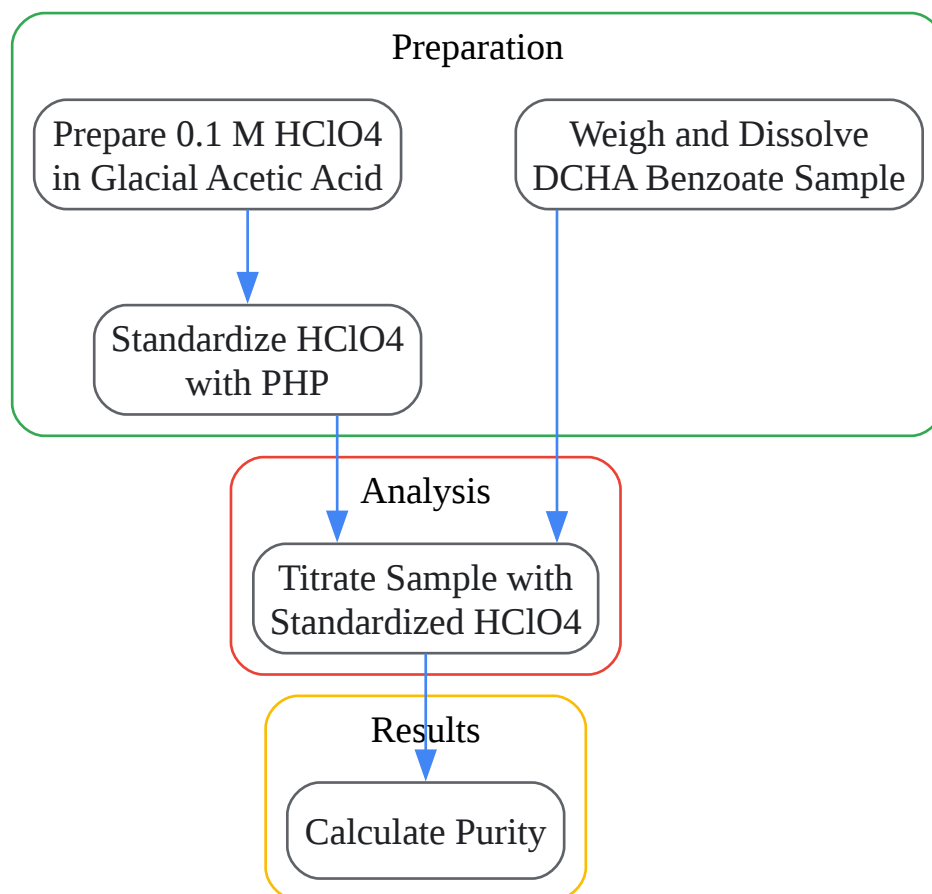 Preparation
Prepare 0.1 M HClO4
in Glacial Acetic Acid
Weigh and Dissolve
DCHA Benzoate Sample
Standardize HClO4
with PHP
Analysis
Titrate Sample with
Standardized HClO4
Results
Calculate Purity